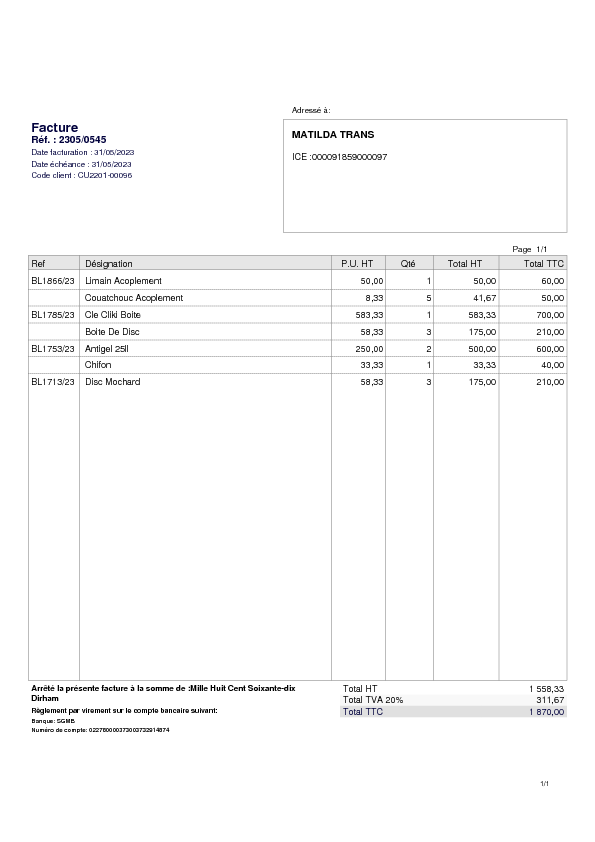 Adressé à:
Facture
Réf. : 2305/0545
Date facturation : 31/05/2023
Date échéance : 31/05/2023
Code client : CU2201-00096
MATILDA TRANS
ICE :000091859000097
Page 1/1
Ref Désignation P.U. HT Qté Total HT Total TTC
BL1866/23 Limain Acoplement 50,00 1 50,00 60,00
Couatchouc Acoplement 8,33 5 41,67 50,00
BL1785/23 Cle Cliki Boite 583,33 1 583,33 700,00
Boite De Disc 58,33 3 175,00 210,00
BL1753/23 Antigel 25ll 250,00 2 500,00 600,00
Chifon 33,33 1 33,33 40,00
BL1713/23 Disc Mochard 58,33 3 175,00 210,00
Arrêté la présente facture à la somme de :Mille Huit Cent Soixante-dix
Dirham
Règlement par virement sur le compte bancaire suivant:
Banque: SGMB
Numéro de compte: 022780000373003732914874
Total HT 1 558,33
Total TVA 20% 311,67
Total TTC 1 870,00
1/1